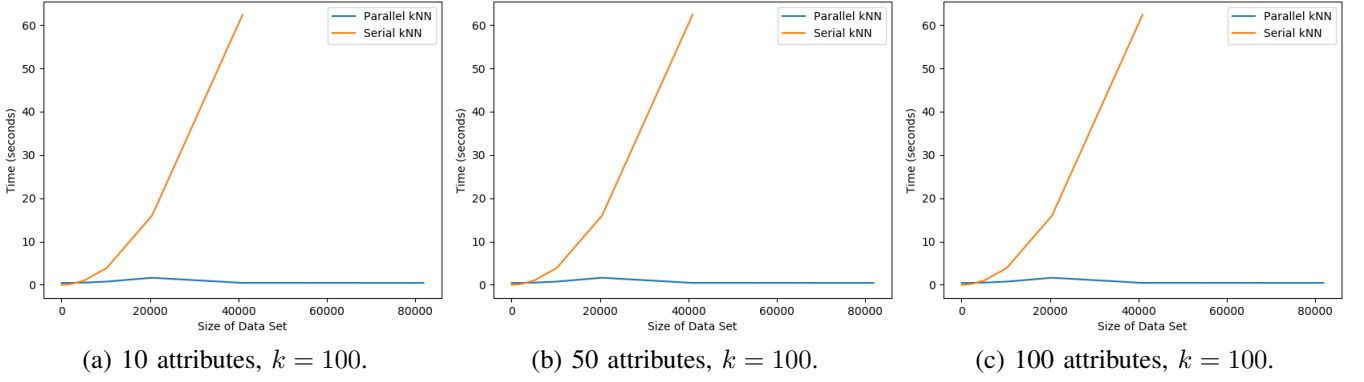 60
50
40
30
20
10
0
Time (seconds)
Parallel kNN
Serial kNN
0 20000 40000 60000 80000
Size of Data Set
(a) 10 attributes, k = 100.
60
50
40
30
20
10
0
Time (seconds)
Parallel kNN
Serial kNN
0 20000 40000 60000 80000
Size of Data Set
(b) 50 attributes, k = 100.
60
50
40
30
20
10
0
Time (seconds)
Parallel kNN
Serial kNN
0 20000 40000 60000 80000
Size of Data Set
(c) 100 attributes, k = 100.